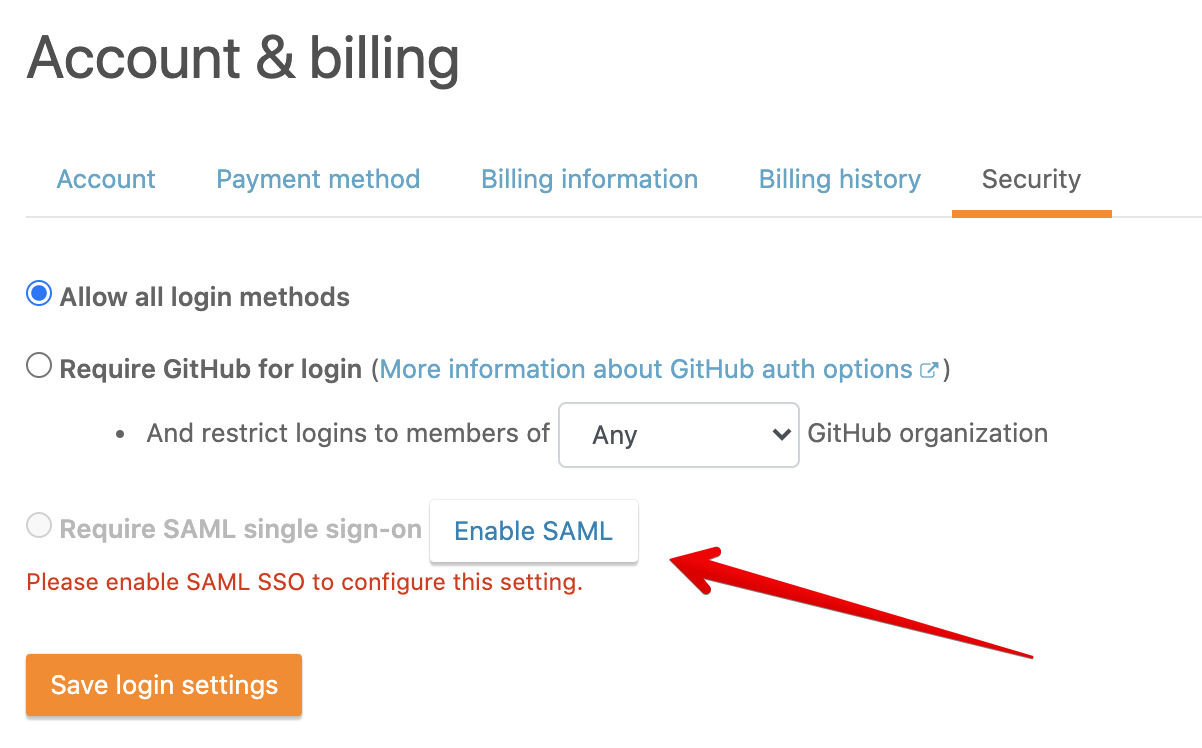 Account & billing
Account Payment method Billing information Billing history Security
Allow all login methods
Require GitHub for login (More information about GitHub auth options)
And restrict logins to members of Any GitHub organization
Require SAML single sign-on Enable SAML
Please enable SAML SSO to configure this setting.
Save login settings